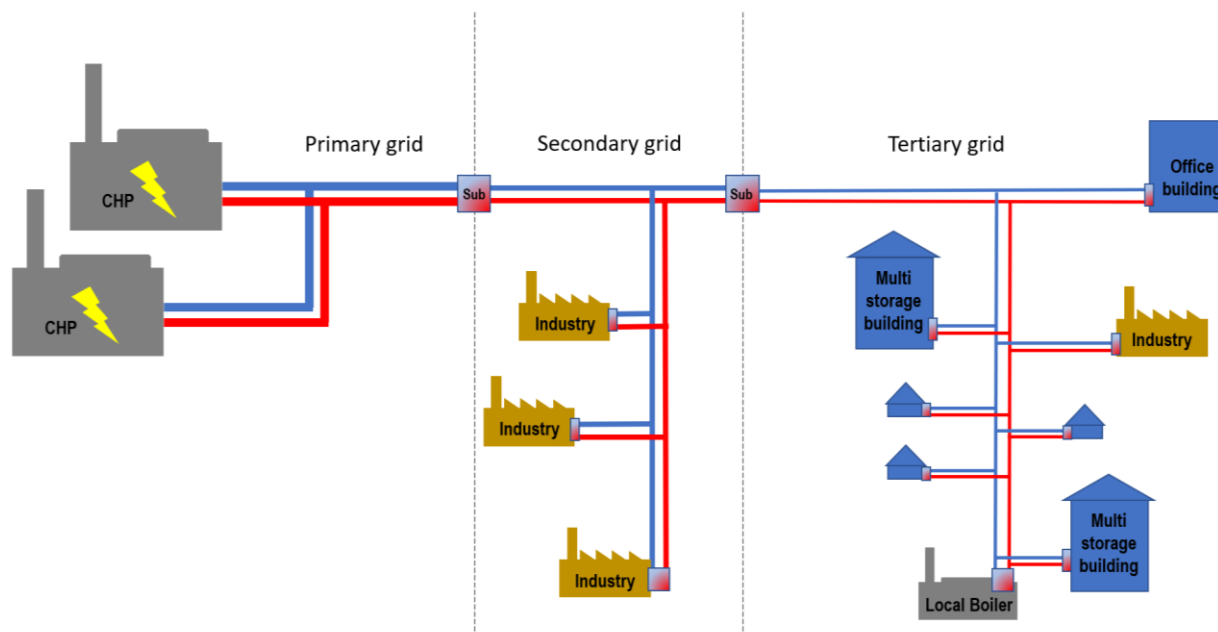 Primary grid
Secondary grid
Tertiary grid
CHP
CHP
Sub
Sub
Industry
Industry
Industry
Office
building
Multi
storage
building
Industry
Multi
storage
building
Local Boiler